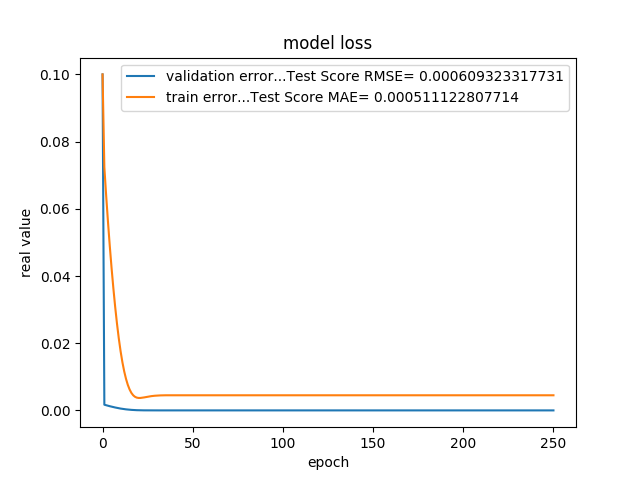 model loss
validation error...Test Score RMSE= 0.000609323317731
train error...Test Score MAE= 0.000511122807714
real value
0.10
0.08
0.06
0.04
0.02
0.00
0 50 100 150 200 250
epoch